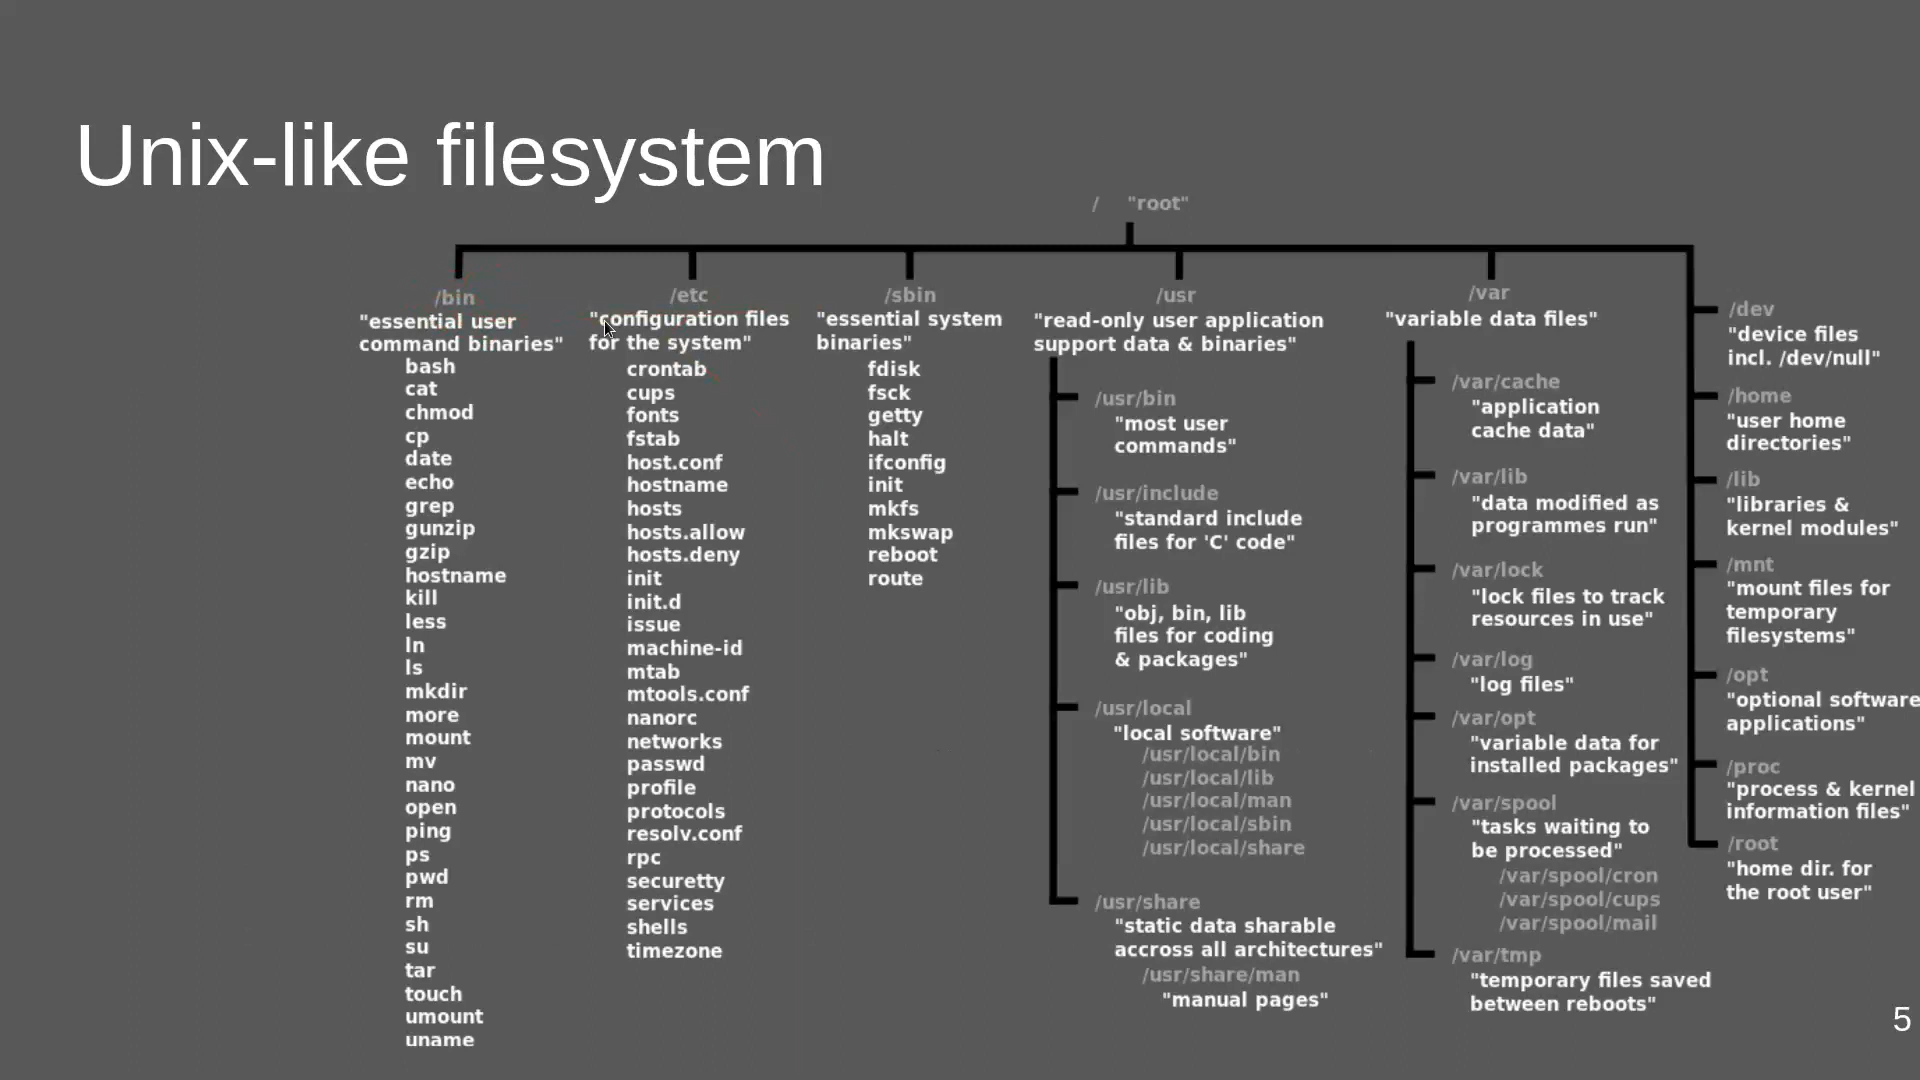 Unix-like filesystem
/ "root"
/bin
"essential user
command binaries"
bash
cat
chmod
cp
date
echo
grep
gunzip
gzip
hostname
kill
less
ln
ls
mkdir
more
mount
mv
nano
open
ping
ps
pwd
rm
sh
su
tar
touch
umount
uname
/etc
"configuration files
for the system"
crontab
cups
fonts
fstab
host.conf
hostname
hosts
hosts.allow
hosts.deny
init
init.d
issue
machine-id
mtab
mtools.conf
nanorc
networks
passwd
profile
protocols
resolv.conf
rpc
securetty
services
shells
timezone
/sbin
"essential system
binaries"
fdisk
fsck
getty
halt
ifconfig
init
mkfs
mkswap
reboot
route
/usr
"read-only user application
support data & binaries"
/usr/bin
"most user
commands"
/usr/include
"standard include
files for 'C' code"
/usr/lib
"obj, bin, lib
files for coding
& packages"
/usr/local
"local software"
/usr/local/bin
/usr/local/lib
/usr/local/man
/usr/local/sbin
/usr/local/share
/usr/share
"static data sharable
accross all architectures"
/usr/share/man
"manual pages"
/var
"variable data files"
/var/cache
"application
cache data"
/var/lib
"data modified as
programmes run"
/var/lock
"lock files to track
resources in use"
/var/log
"log files"
/var/opt
"variable data for
installed packages"
/var/spool
"tasks waiting to
be processed"
/var/spool/cron
/var/spool/cups
/var/spool/mail
/var/tmp
"temporary files saved
between reboots"
/dev
"device files
incl. /dev/null"
/home
"user home
directories"
/lib
"libraries &
kernel modules"
/mnt
"mount files for
temporary
filesystems"
/opt
"optional software
applications"
/proc
"process & kernel
information files"
/root
"home dir. for
the root user"
5